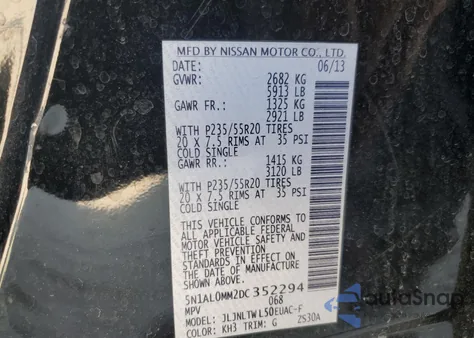 MFD BY NISSAN MOTOR CO., LTD.
DATE: 06/13
GVWR: 2682 KG
5913 LB
GAWR FR.: 1325 KG
2921 LB
WITH P235/55R20 TIRES
20 X 7.5 RIMS AT 35 PSI
COLD SINGLE
GAWR RR.: 1415 KG
3120 LB
WITH P235/55R20 TIRES
20 X 7.5 RIMS AT 35 PSI
COLD SINGLE
THIS VEHICLE CONFORMS TO
ALL APPLICABLE FEDERAL
MOTOR VEHICLE SAFETY AND
THEFT PREVENTION
STANDARDS IN EFFECT ON
THE DATE OF MANUFACTURE
SHOWN ABOVE.
5N1AL0MM2DC352294
MPV 068
MODEL: JLJNLTWL50EUAC-F
COLOR: KH3 TRIM: G ZS30A
AutoSnap